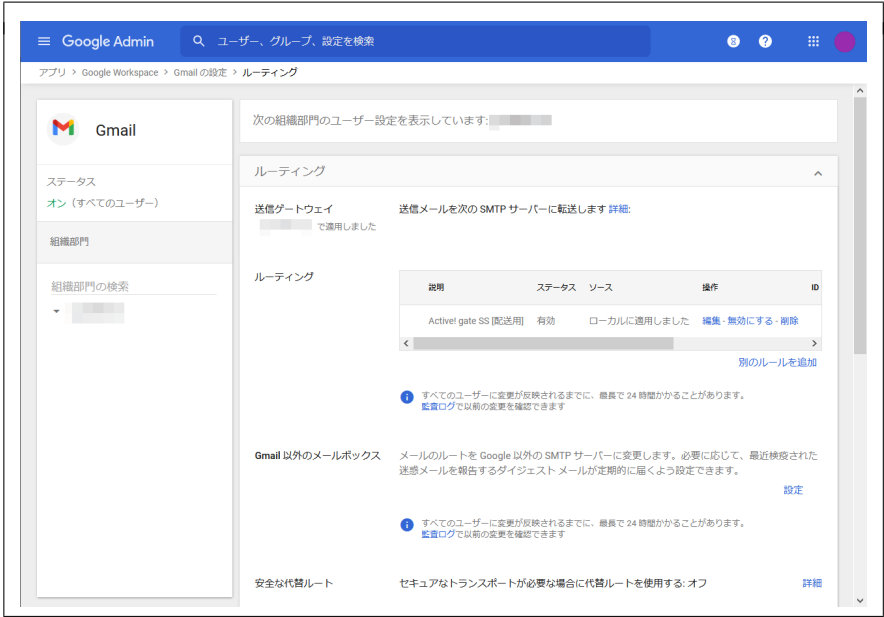 Google Admin
ユーザー、グループ、設定を検索
アプリ > Google Workspace > Gmail の設定 > ルーティング
Gmail
ステータス
オン（すべてのユーザー）
組織部門
組織部門の検索
次の組織部門のユーザー設定を表示しています:
ルーティング
送信ゲートウェイ
で適用しました
送信メールを次の SMTP サーバーに転送します 詳細:
ルーティング
説明 ステータス ソース 操作 ID
Active! gate SS [配送用] 有効 ローカルに適用しました 編集 - 無効にする - 削除
別のルールを追加
すべてのユーザーに変更が反映されるまでに、最長で 24 時間かかることがあります。
監査ログで以前の変更を確認できます
Gmail 以外のメールボックス
メールのルートを Google 以外の SMTP サーバーに変更します。必要に応じて、最近検疫された
迷惑メールを報告するダイジェスト メールが定期的に届くよう設定できます。
設定
すべてのユーザーに変更が反映されるまでに、最長で 24 時間かかることがあります。
監査ログで以前の変更を確認できます
安全な代替ルート
セキュアなトランスポートが必要な場合に代替ルートを使用する: オフ
詳細